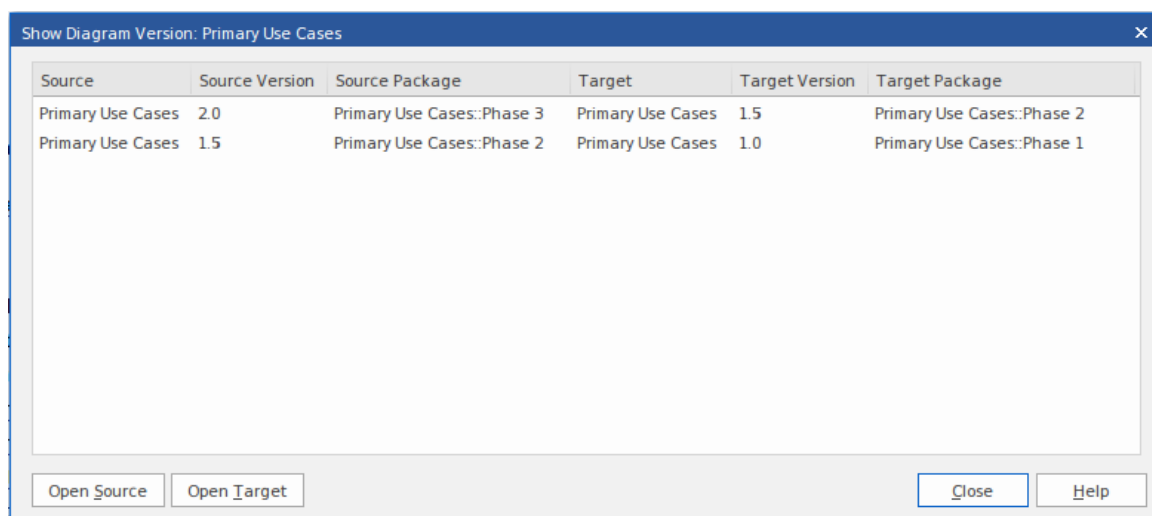 Show Diagram Version: Primary Use Cases
Source Source Version Source Package Target Target Version Target Package
Primary Use Cases 2.0 Primary Use Cases::Phase 3 Primary Use Cases 1.5 Primary Use Cases::Phase 2
Primary Use Cases 1.5 Primary Use Cases::Phase 2 Primary Use Cases 1.0 Primary Use Cases::Phase 1
Open Source Open Target Close Help